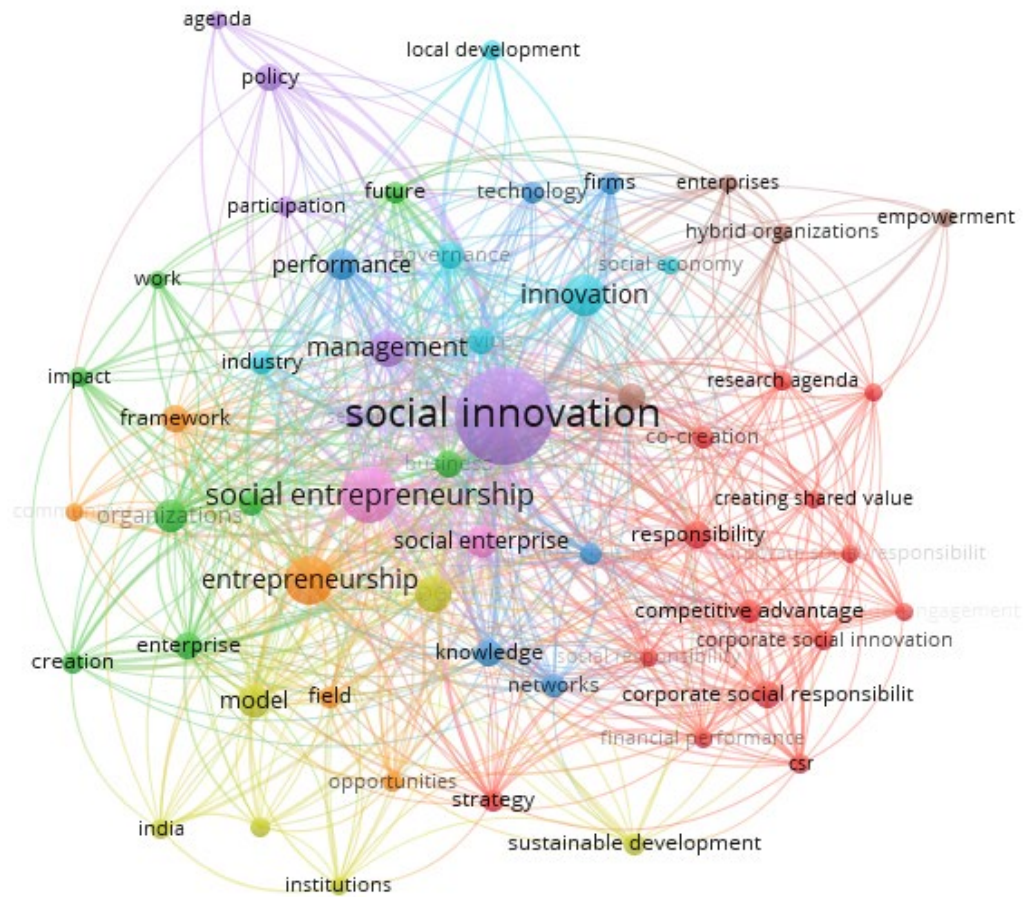 agenda
local development
policy
future
technology
firms
enterprises
participation
empowerment
hybrid organizations
governance
performance
social economy
work
innovation
management
industry
impact
research agenda
social innovation
framework
co-creation
business
social entrepreneurship
creating shared value
organizations
responsibility
social enterprise
entrepreneurship
competitive advantage
corporate social innovation
enterprise
knowledge
social responsibility
creation
networks
corporate social responsibilit
model
field
financial performance
csr
opportunities
strategy
india
sustainable development
institutions